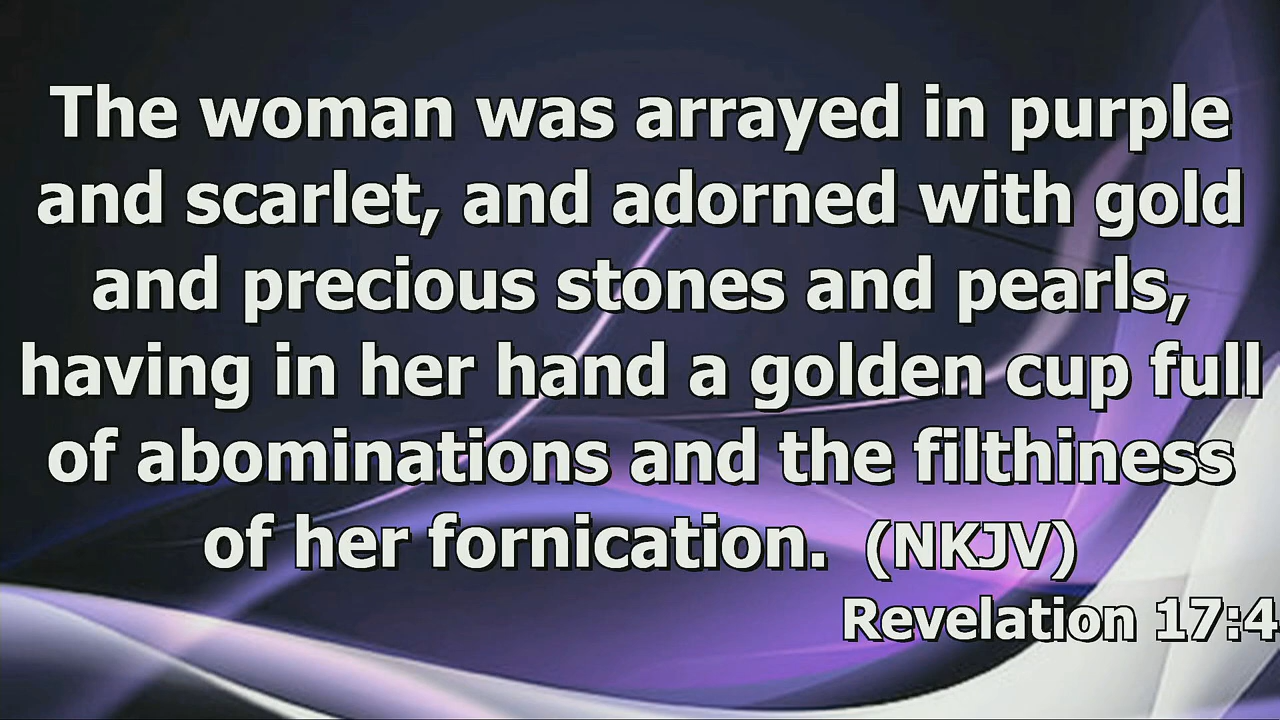 The woman was arrayed in purple
and scarlet, and adorned with gold
and precious stones and pearls,
having in her hand a golden cup full
of abominations and the filthiness
of her fornication. (NKJV)
Revelation 17:4